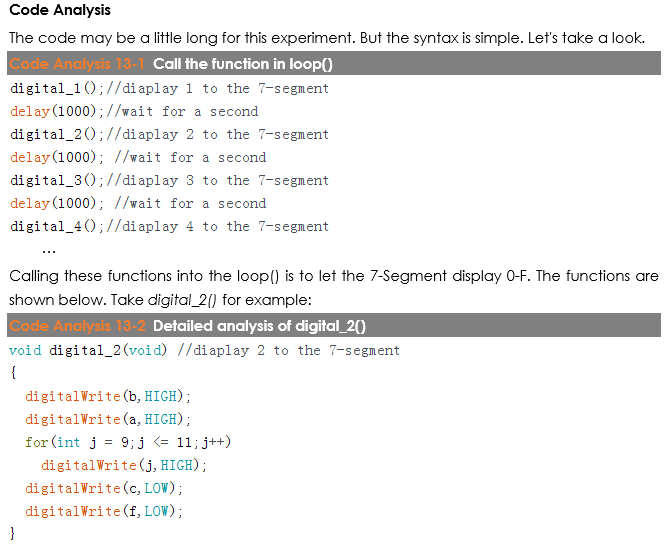 Code Analysis
The code may be a little long for this experiment. But the syntax is simple. Let's take a look.
Code Analysis 13-1 Call the function in loop()
digital_1();//diaplay 1 to the 7-segment
delay(1000);//wait for a second
digital_2();//diaplay 2 to the 7-segment
delay(1000); //wait for a second
digital_3();//diaplay 3 to the 7-segment
delay(1000); //wait for a second
digital_4();//diaplay 4 to the 7-segment
...
Calling these functions into the loop() is to let the 7-Segment display 0-F. The functions are
shown below. Take digital_2() for example:
Code Analysis 13-2 Detailed analysis of digital_2()
void digital_2(void) //diaplay 2 to the 7-segment
{
digitalWrite(b,HIGH);
digitalWrite(a,HIGH);
for(int j = 9;j <= 11;j++)
digitalWrite(j,HIGH);
digitalWrite(c,LOW);
digitalWrite(f,LOW);
}